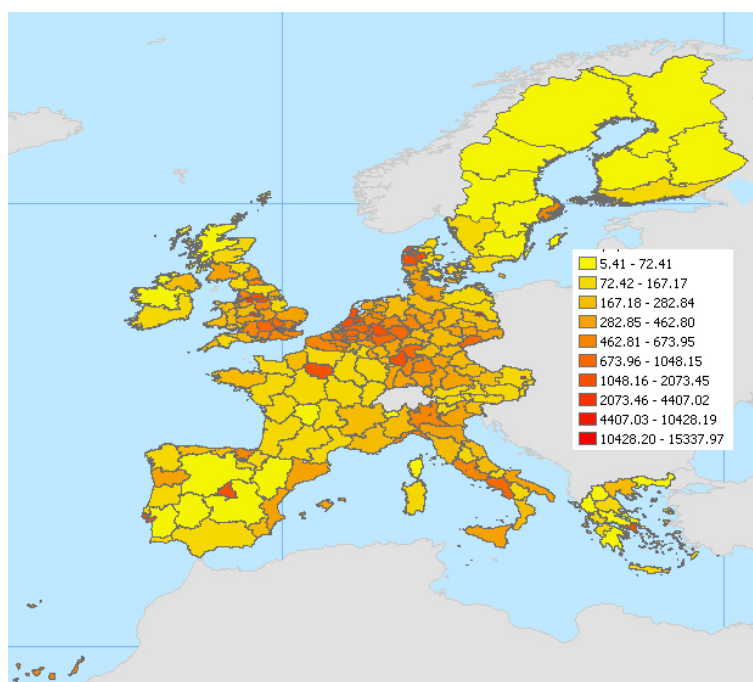 5.41 - 72.41
72.42 - 167.17
167.18 - 282.84
282.85 - 462.80
462.81 - 673.95
673.96 - 1048.15
1048.16 - 2073.45
2073.46 - 4407.02
4407.03 - 10428.19
10428.20 - 15337.97